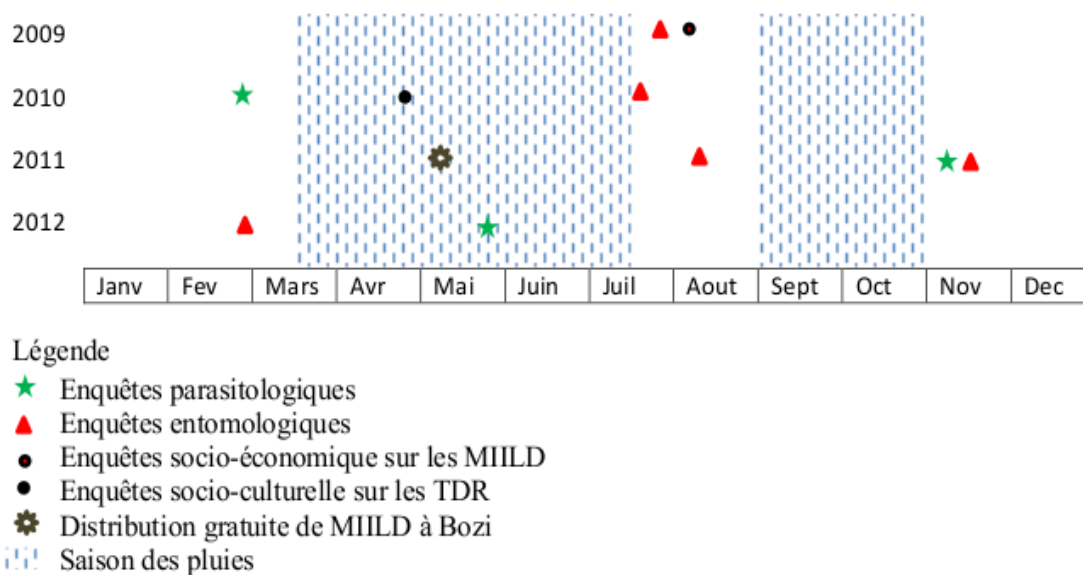 2009
2010
2011
2012
Janv Fev Mars Avr Mai Juin Juil Aout Sept Oct Nov Dec
Légende
Enquêtes parasitologiques
Enquêtes entomologiques
Enquêtes socio-économique sur les MIILD
Enquêtes socio-culturelle sur les TDR
Distribution gratuite de MIILD à Bozi
Saison des pluies